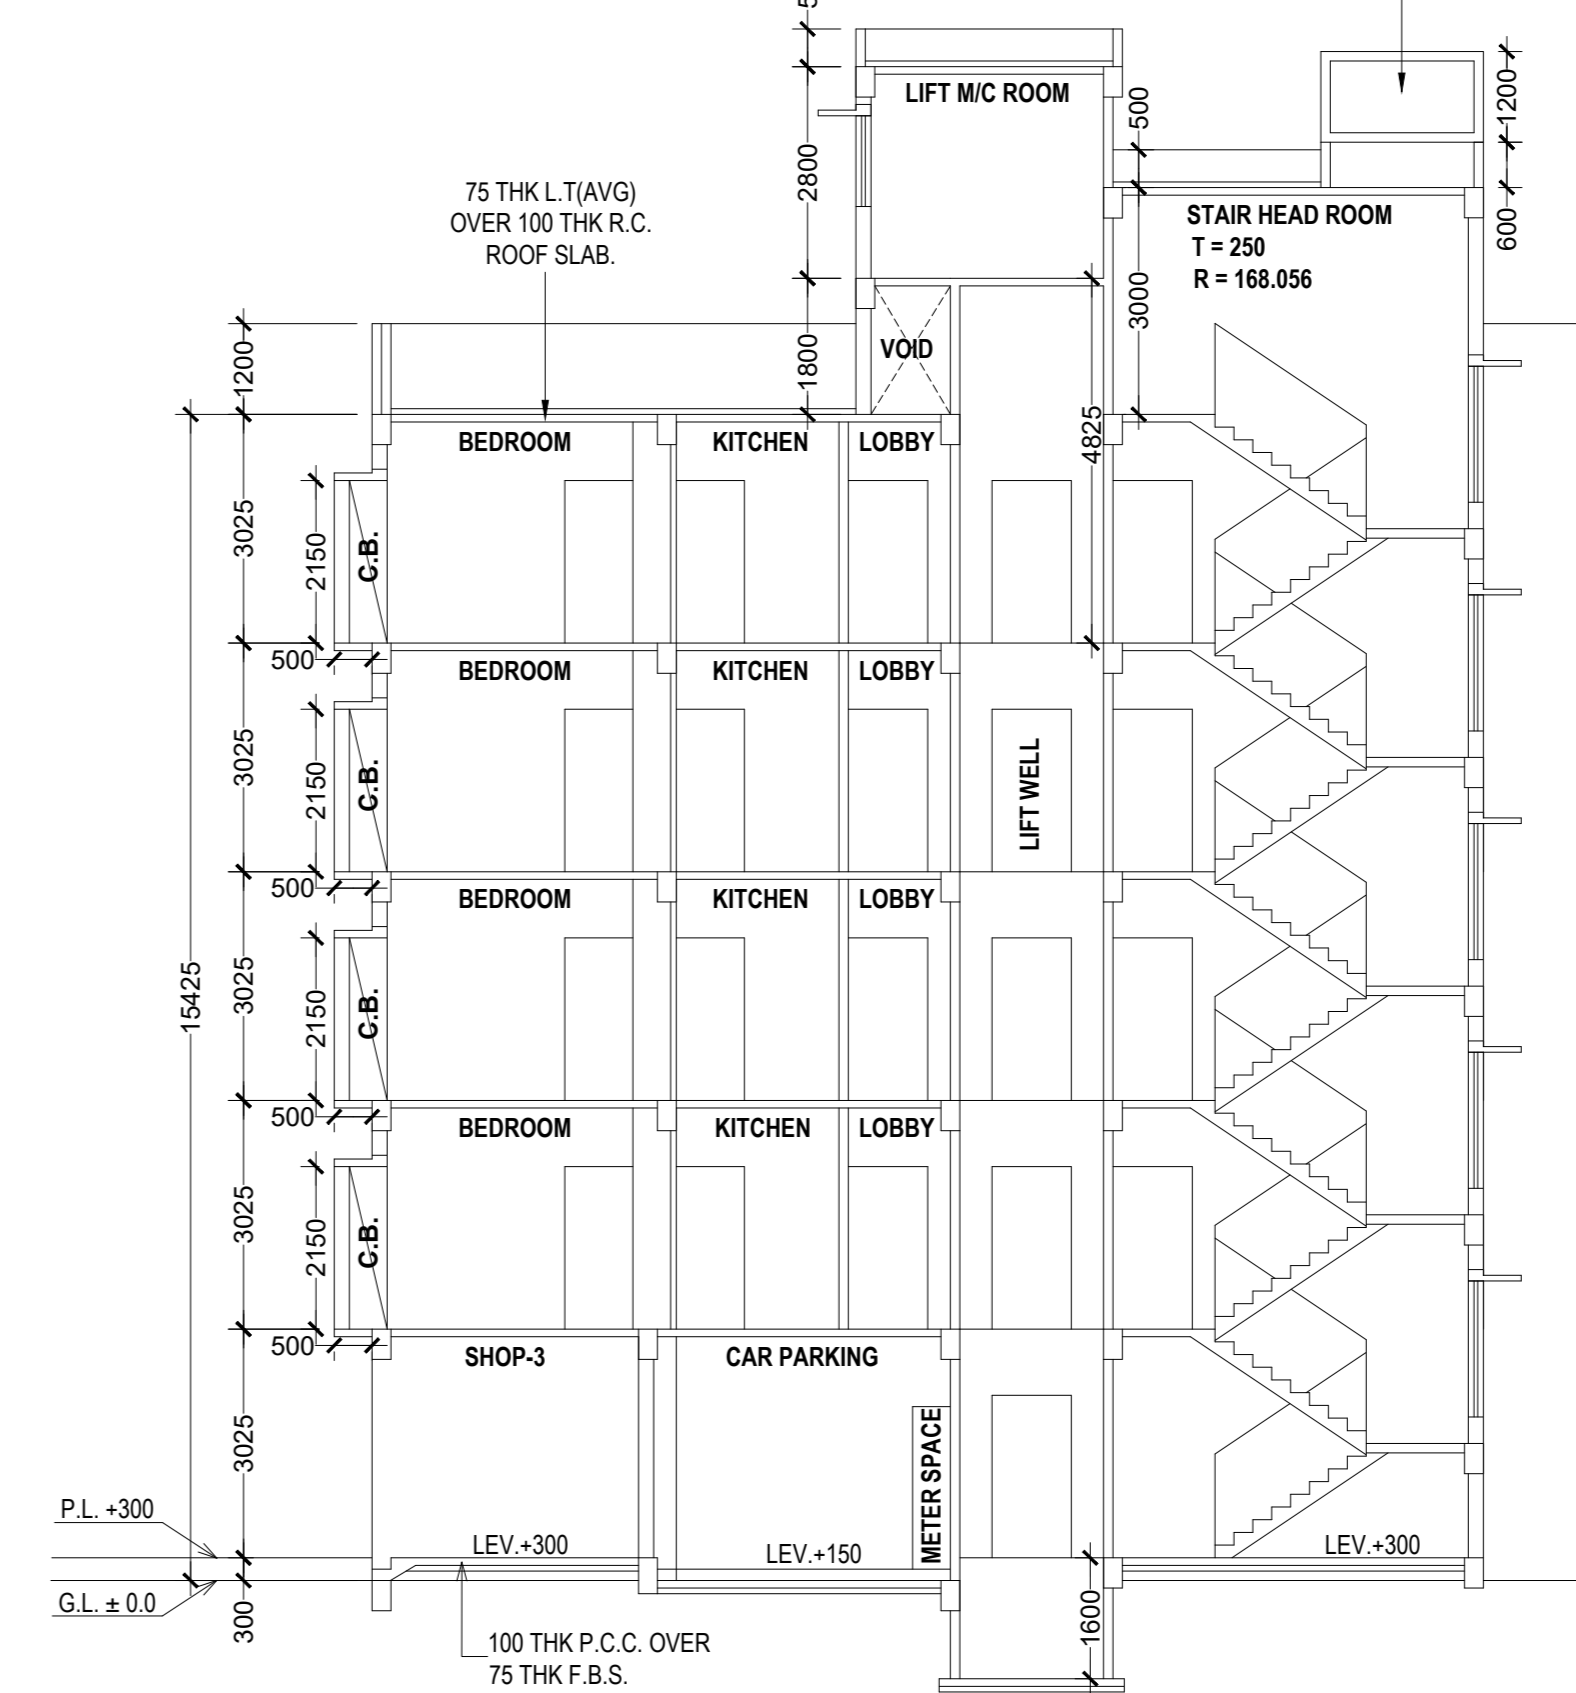 5
LIFT M/C ROOM
1200
500
2800
600
75 THK L.T(AVG)
OVER 100 THK R.C.
ROOF SLAB.
STAIR HEAD ROOM
T = 250
R = 168.056
3000
1200
1800
VOID
4825
BEDROOM
KITCHEN
LOBBY
3025
2150
C.B.
500
BEDROOM
KITCHEN
LOBBY
3025
2150
C.B.
LIFT WELL
500
BEDROOM
KITCHEN
LOBBY
15425
3025
2150
C.B.
500
BEDROOM
KITCHEN
LOBBY
3025
2150
C.B.
500
SHOP-3
CAR PARKING
3025
METER SPACE
P.L. +300
LEV.+300
LEV.+150
LEV.+300
G.L. ± 0.0
300
1600
100 THK P.C.C. OVER
75 THK F.B.S.